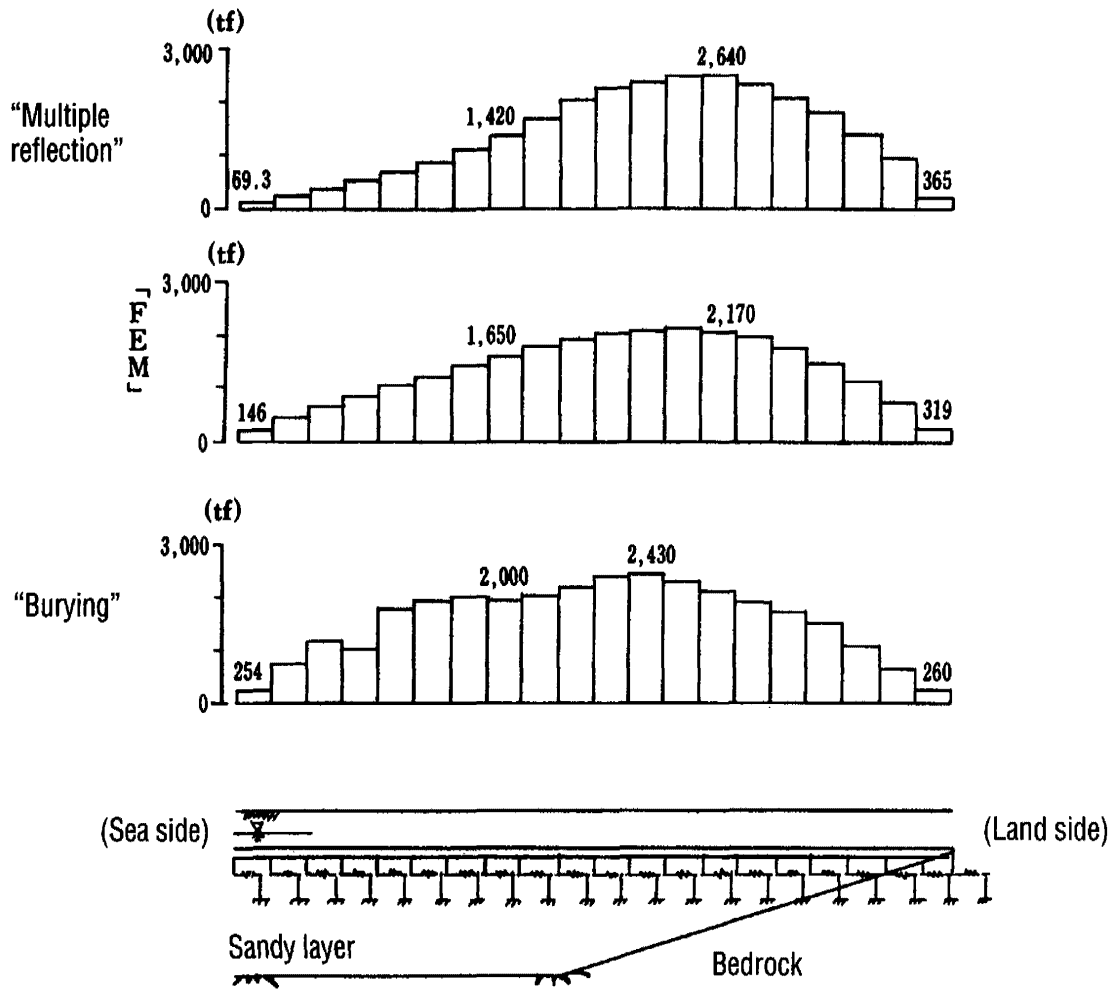 (tf)
3,000
2,640
“Multiple
reflection”
1,420
69.3
365
0
(tf)
3,000
「FEM」
2,170
1,650
146
319
0
(tf)
3,000
2,430
2,000
“Burying”
254
260
0
(Sea side)
(Land side)
Sandy layer
Bedrock